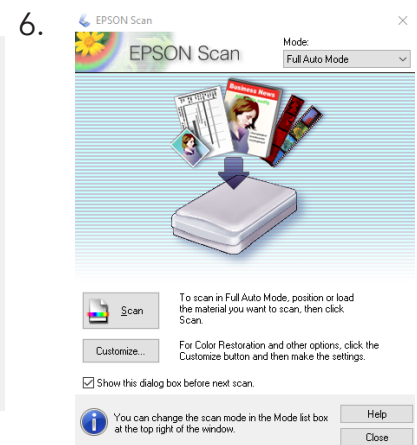 6.
EPSON Scan
EPSON Scan
Mode:
Full Auto Mode
Business News
Scan
To scan in Full Auto Mode, position or load
the material you want to scan, then click
Scan.
Customize...
For Color Restoration and other options, click the
Customize button and then make the settings.
Show this dialog box before next scan.
You can change the scan mode in the Mode list box
at the top right of the window.
Help
Close